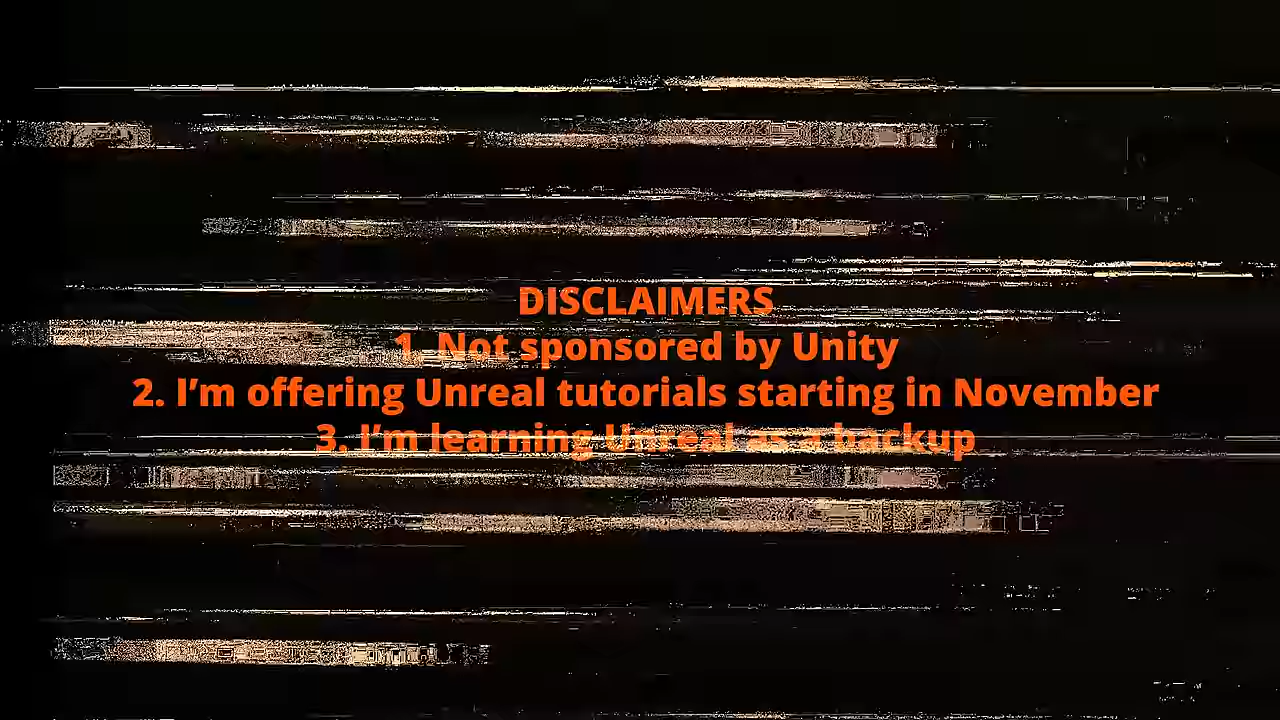 DISCLAIMERS
1. Not sponsored by Unity
2. I’m offering Unreal tutorials starting in November
3. I’m learning Unreal as a backup